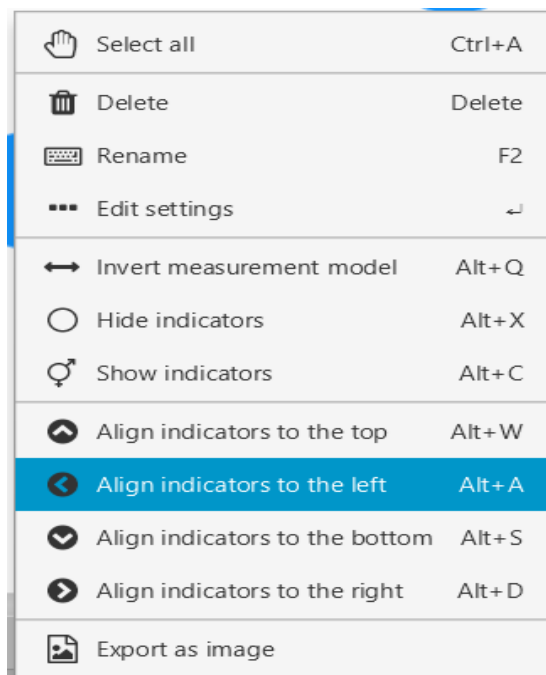 Select all Ctrl+A
Delete Delete
Rename F2
Edit settings ↵
Invert measurement model Alt+Q
Hide indicators Alt+X
Show indicators Alt+C
Align indicators to the top Alt+W
Align indicators to the left Alt+A
Align indicators to the bottom Alt+S
Align indicators to the right Alt+D
Export as image